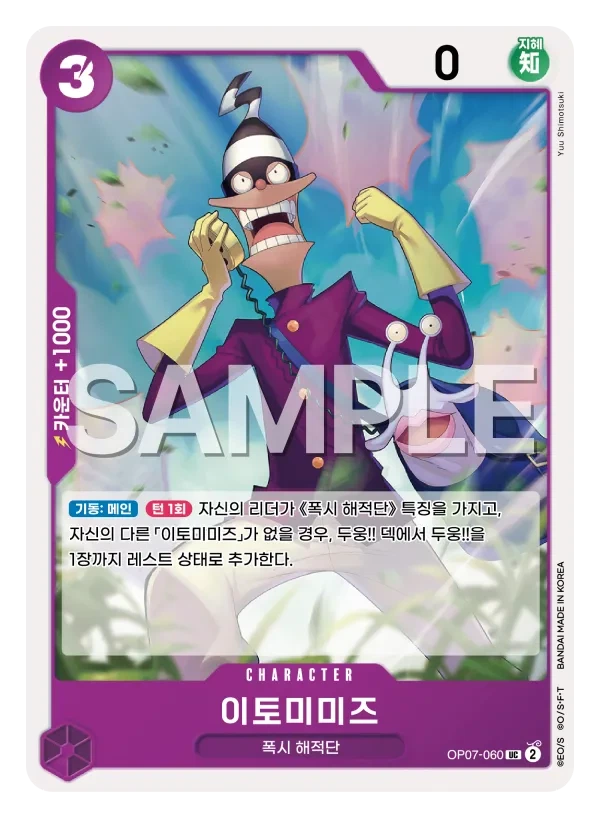 3
0
지혜
知
Yuu Shimotsuki
카운터 +1000
SAMPLE
기동: 메인 턴 1회 자신의 리더가 《폭시 해적단》 특징을 가지고,
자신의 다른 「이토미미즈」가 없을 경우, 두웅!! 덱에서 두웅!!을
1장까지 레스트 상태로 추가한다.
CHARACTER
이토미미즈
폭시 해적단
OP07-060 UC 2
©EO/S ©O/S·F·T BANDAI MADE IN KOREA